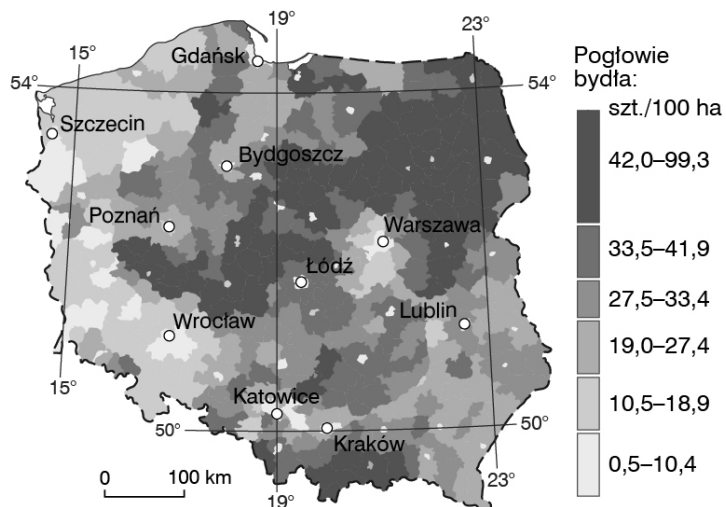 19°
23°
15°
Gdańsk
54°
54°
Szczecin
Bydgoszcz
Poznań
Warszawa
Łódź
Lublin
Wrocław
15°
Katowice
50°
50°
Kraków
0 100 km
19°
23°
Pogłowie
bydła:
szt./100 ha
42,0–99,3
33,5–41,9
27,5–33,4
19,0–27,4
10,5–18,9
0,5–10,4